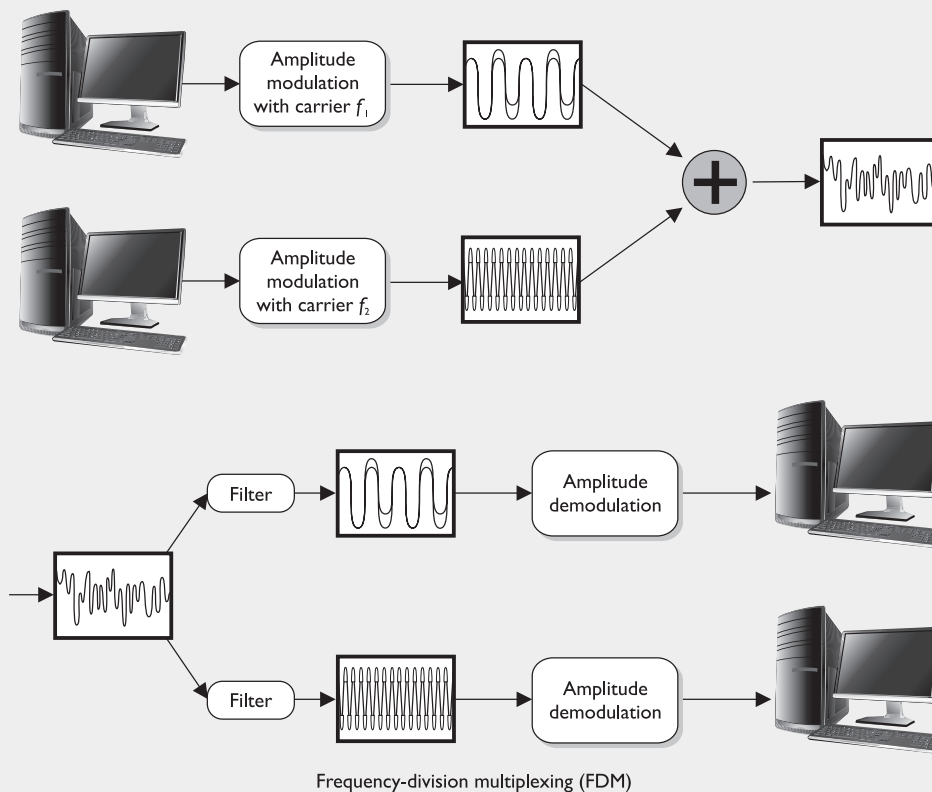 Amplitude
modulation
with carrier f₁
Amplitude
modulation
with carrier f₂
Filter
Amplitude
demodulation
Filter
Amplitude
demodulation
Frequency-division multiplexing (FDM)